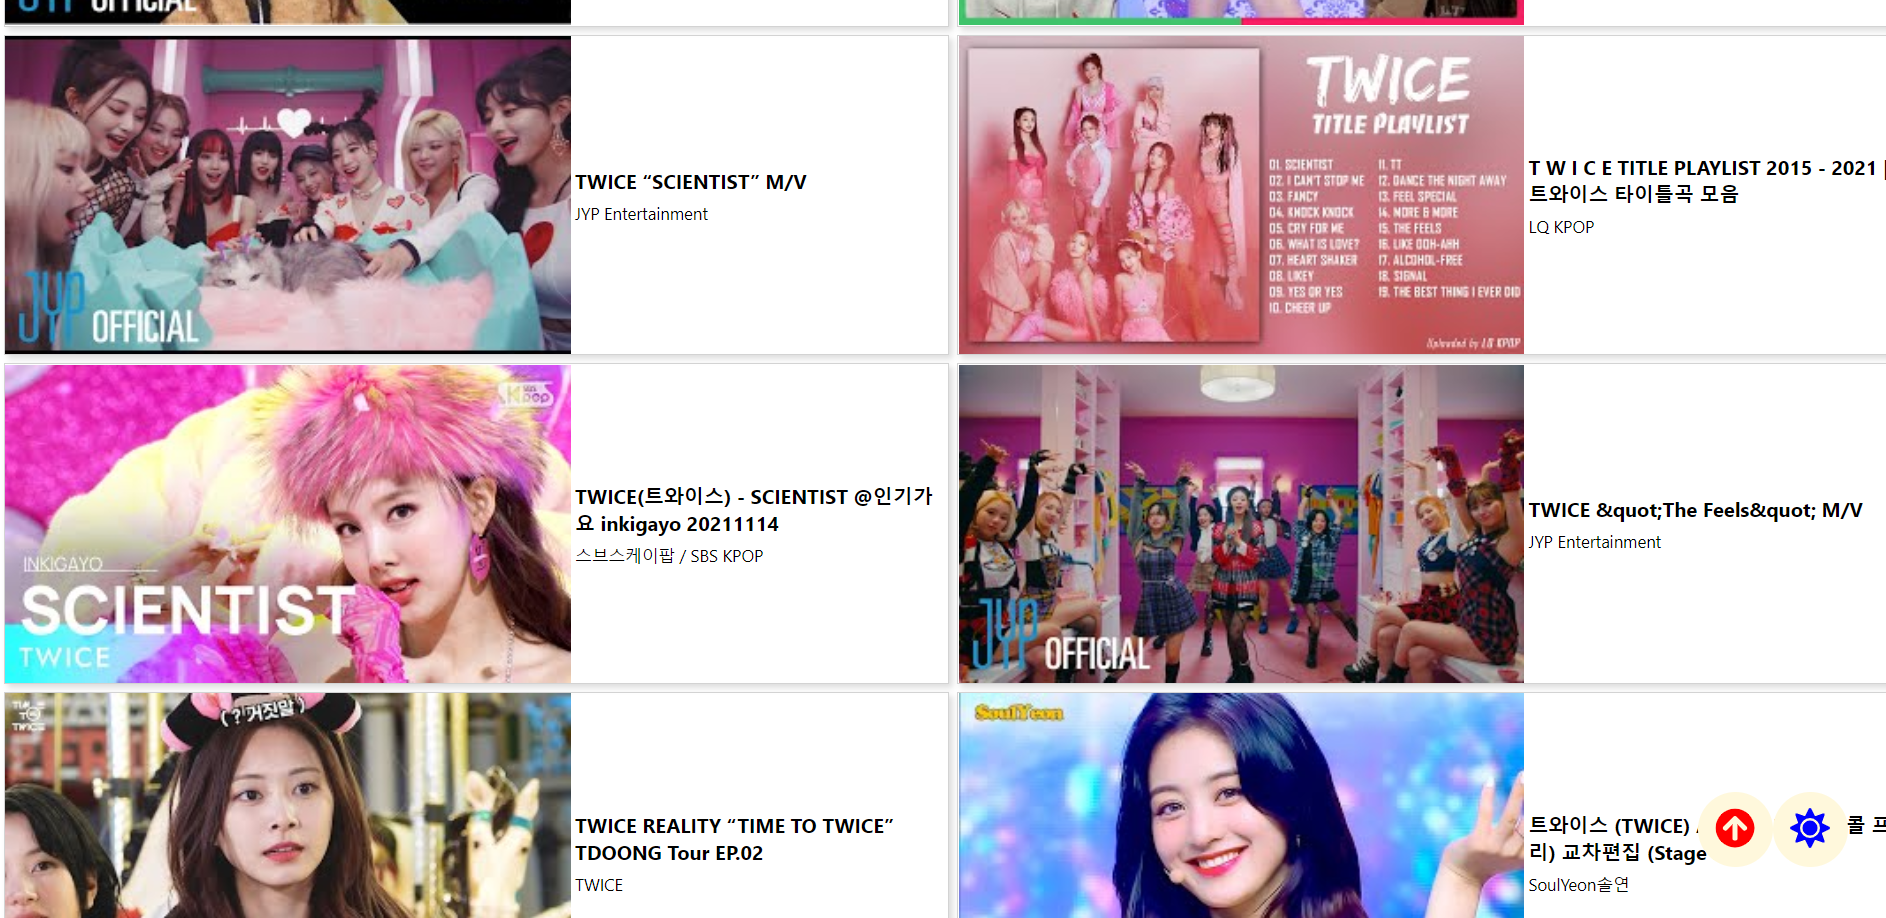 OFFICIAL
JYP OFFICIAL
TWICE “SCIENTIST” M/V
JYP Entertainment
TWICE
TITLE PLAYLIST
01. SCIENTIST
02. I CAN'T STOP ME
03. FANCY
04. KNOCK KNOCK
05. CRY FOR ME
06. WHAT IS LOVE?
07. HEART SHAKER
08. LIKEY
09. YES OR YES
10. CHEER UP
11. TT
12. DANCE THE NIGHT AWAY
13. FEEL SPECIAL
14. MORE & MORE
15. THE FEELS
16. LIKE OOH-AHH
17. ALCOHOL-FREE
18. SIGNAL
19. THE BEST THING I EVER DID
Uploaded by LQ KPOP
T W I C E TITLE PLAYLIST 2015 - 2021 |
트와이스 타이틀곡 모음
LQ KPOP
SBS
Kpop
INKIGAYO
SCIENTIST
TWICE
TWICE(트와이스) - SCIENTIST @인기가
요 inkigayo 20211114
스브스케이팝 / SBS KPOP
JYP OFFICIAL
TWICE &quot;The Feels&quot; M/V
JYP Entertainment
TIME
TO
TWICE
(?거짓말)
TWICE REALITY “TIME TO TWICE”
TDOONG Tour EP.02
TWICE
SoulYeon
트와이스 (TWICE) 콜 프
리) 교차편집 (Stage
SoulYeon솔연